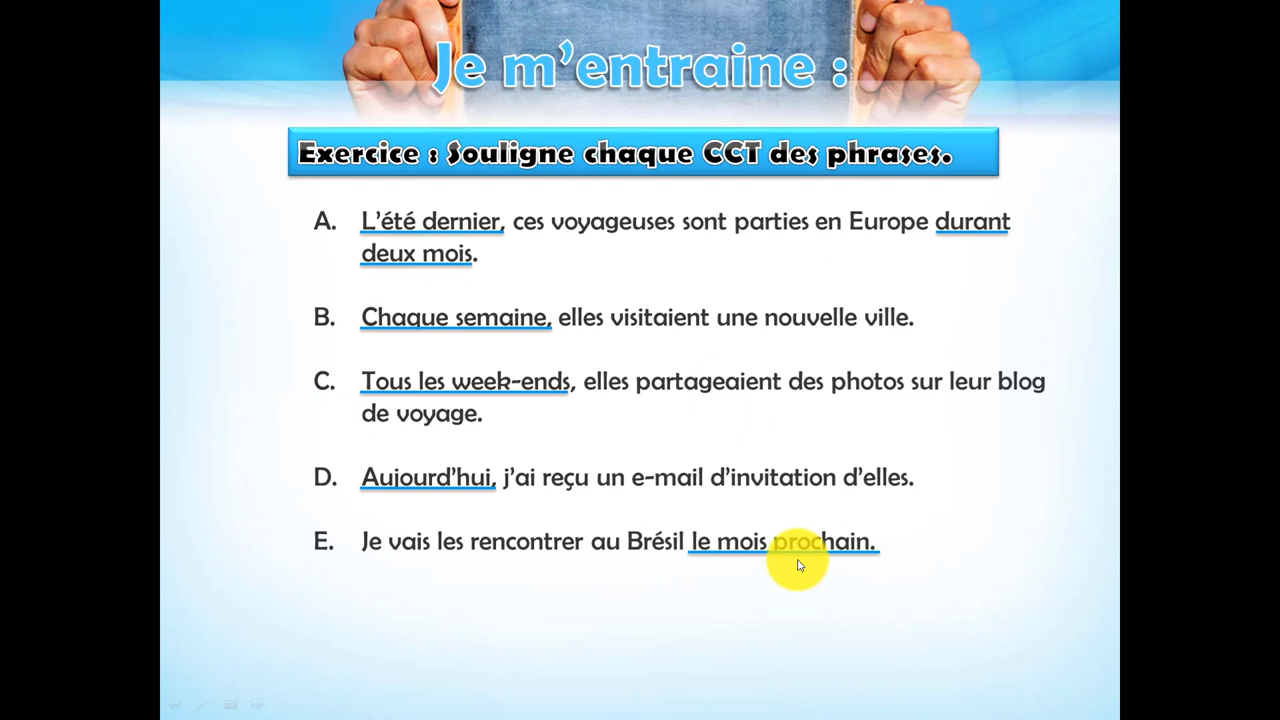 Je m'entraine :
Exercice : Souligne chaque CCT des phrases.
A. L'été dernier, ces voyageuses sont parties en Europe durant
deux mois.
B. Chaque semaine, elles visitaient une nouvelle ville.
C. Tous les week-ends, elles partageaient des photos sur leur blog
de voyage.
D. Aujourd'hui, j'ai reçu un e-mail d'invitation d'elles.
E. Je vais les rencontrer au Brésil le mois prochain.